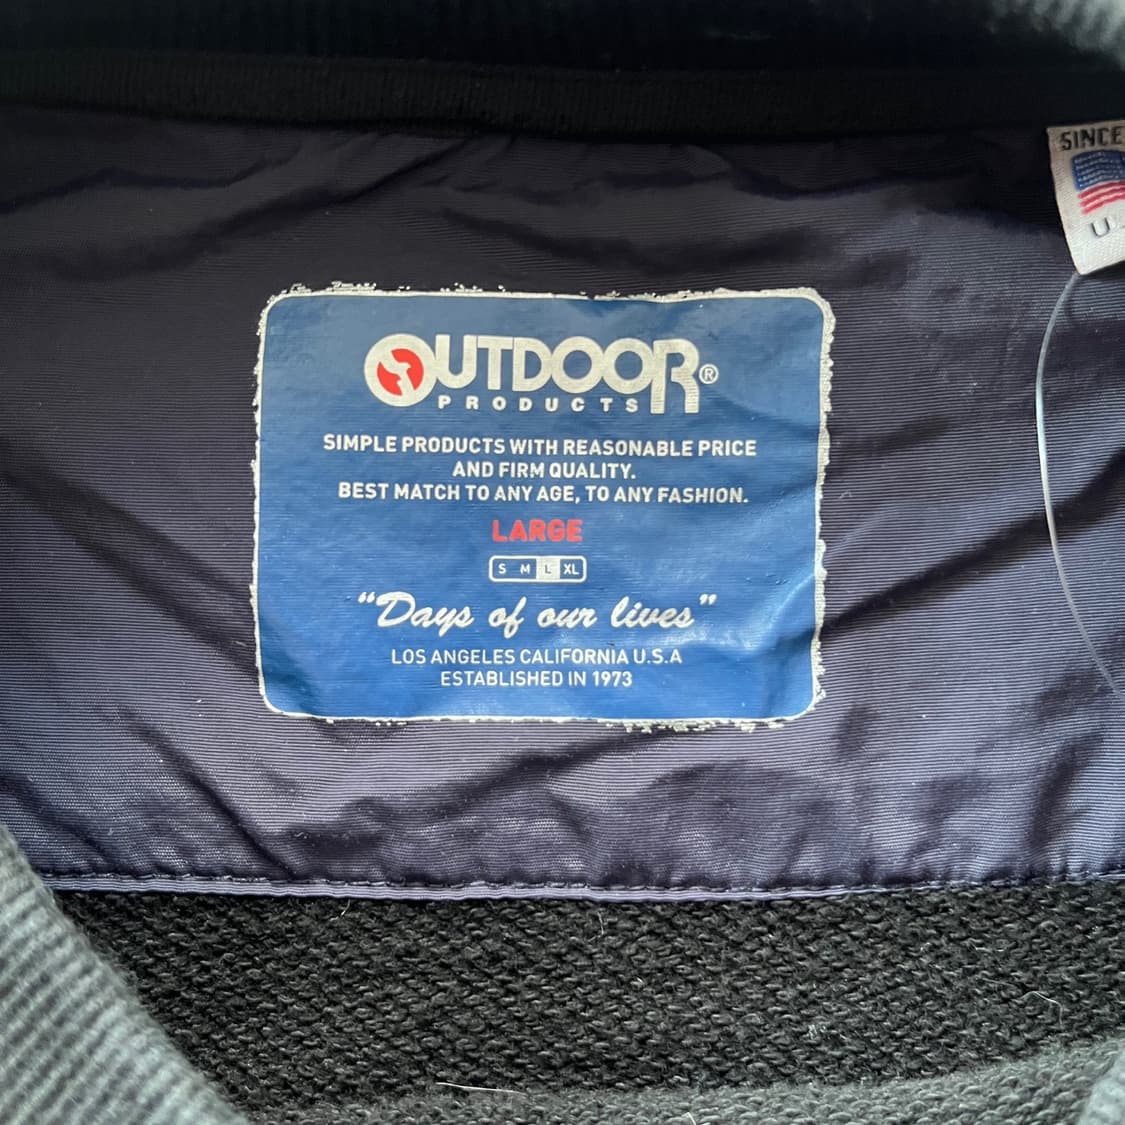 OUTDOOR®
PRODUCTS
SIMPLE PRODUCTS WITH REASONABLE PRICE
AND FIRM QUALITY.
BEST MATCH TO ANY AGE, TO ANY FASHION.
LARGE
S M L XL
"Days of our lives"
LOS ANGELES CALIFORNIA U.S.A
ESTABLISHED IN 1973
SINCE